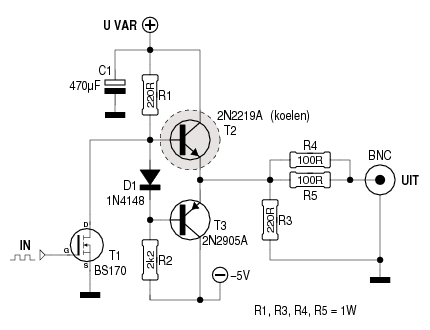 U VAR
C1
470µF
220R
R1
2N2219A (koelen)
T2
R4
100R
BNC
D1
1N4148
100R
UIT
R5
220R
R3
T3
2N2905A
IN
D
G
S
T1
BS170
2k2
R2
−5V
R1, R3, R4, R5 = 1W